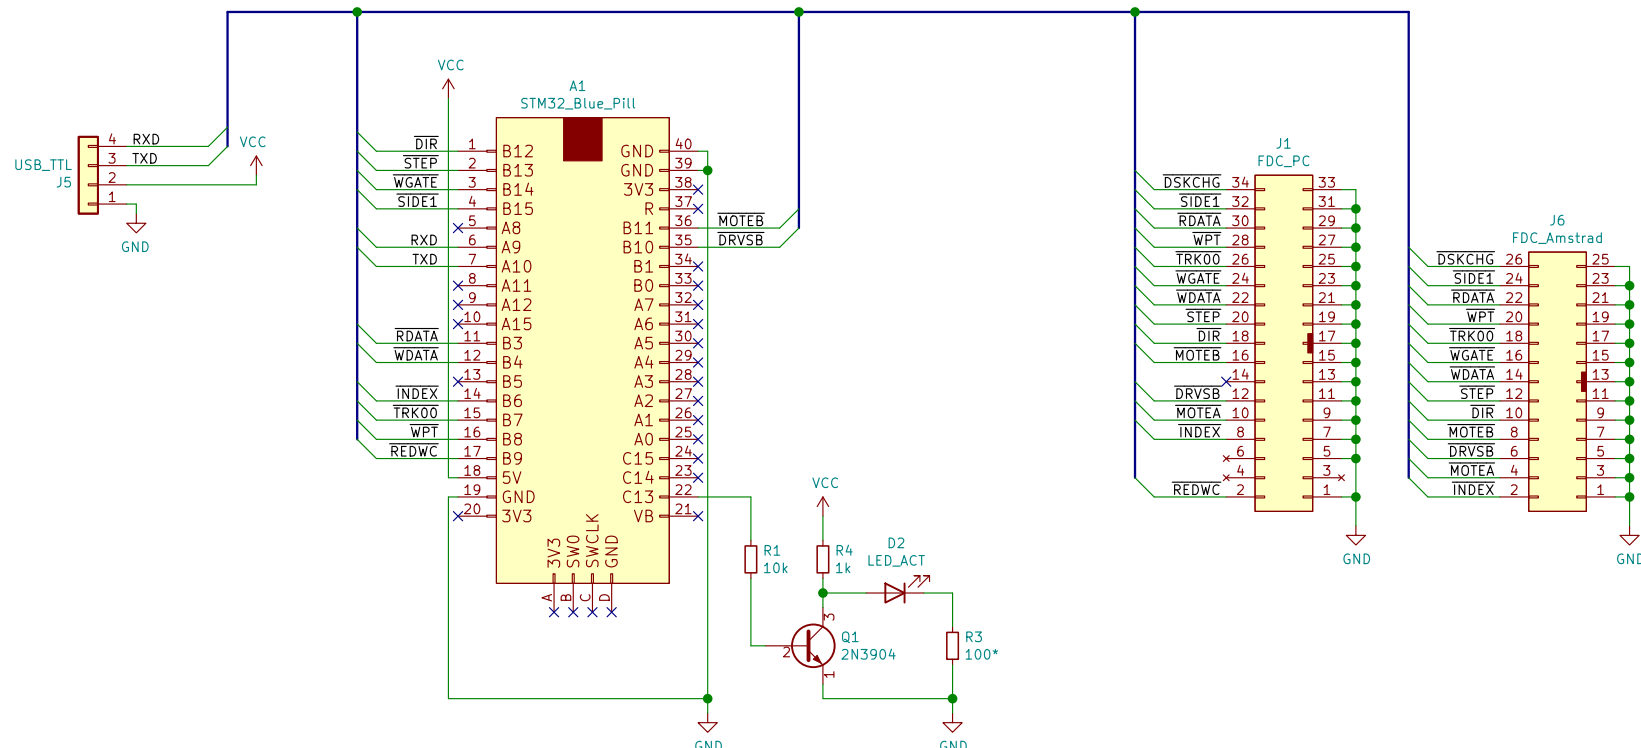 USB_TTL
J5
4 RXD
3 TXD
2
1
VCC
GND
VCC
A1
STM32_Blue_Pill
DIR 1 B12
STEP 2 B13
WGATE 3 B14
SIDE1 4 B15
5 A8
RXD 6 A9
TXD 7 A10
8 A11
9 A12
10 A15
RDATA 11 B3
WDATA 12 B4
13 B5
INDEX 14 B6
TRK00 15 B7
WPT 16 B8
REDWC 17 B9
18 5V
19 GND
20 3V3
GND 40
GND 39
3V3 38
R 37
B11 36 MOTEB
B10 35 DRVSB
B1 34
B0 33
A7 32
A6 31
A5 30
A4 29
A3 28
A2 27
A1 26
A0 25
C15 24
C14 23
C13 22
VB 21
3V3 A
SWO B
SWCLK C
GND D
GND
R1
10k
VCC
R4
1k
D2
LED_ACT
Q1
2N3904
3
2
1
R3
100*
GND
J1
FDC_PC
DSKCHG 34 33
SIDE1 32 31
RDATA 30 29
WPT 28 27
TRK00 26 25
WGATE 24 23
WDATA 22 21
STEP 20 19
DIR 18 17
MOTEB 16 15
14 13
DRVSB 12 11
MOTEA 10 9
INDEX 8 7
6 5
4 3
REDWC 2 1
GND
J6
FDC_Amstrad
DSKCHG 26 25
SIDE1 24 23
RDATA 22 21
WPT 20 19
TRK00 18 17
WGATE 16 15
WDATA 14 13
STEP 12 11
DIR 10 9
MOTEB 8 7
DRVSB 6 5
MOTEA 4 3
INDEX 2 1
GND